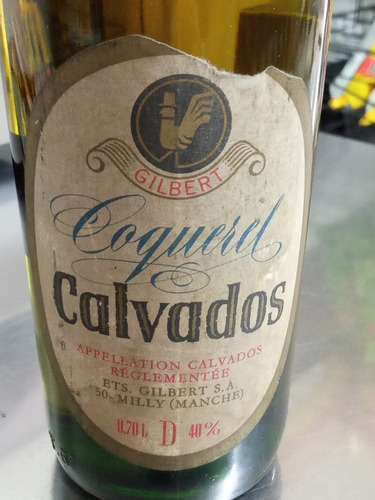 GILBERT
Coquerel
Calvados
APPELLATION CALVADOS
RÉGLEMENTÉE
ETS. GILBERT S.A.
50-MILLY (MANCHE)
0.70 L D 40%